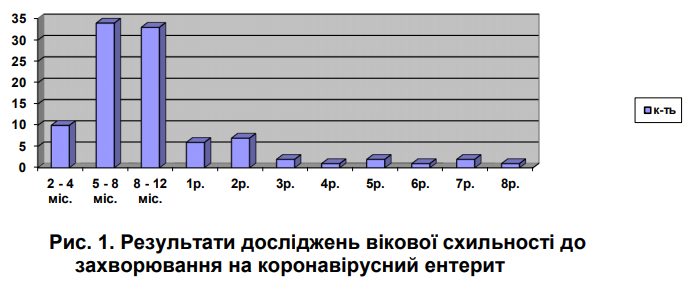 35
30
25
20
15
10
5
0
2 - 4 5 - 8 8 - 12 1р. 2р. 3р. 4р. 5р. 6р. 7р. 8р.
міс. міс. міс.
к-ть
Рис. 1. Результати досліджень вікової схильності до
захворювання на коронавірусний ентерит